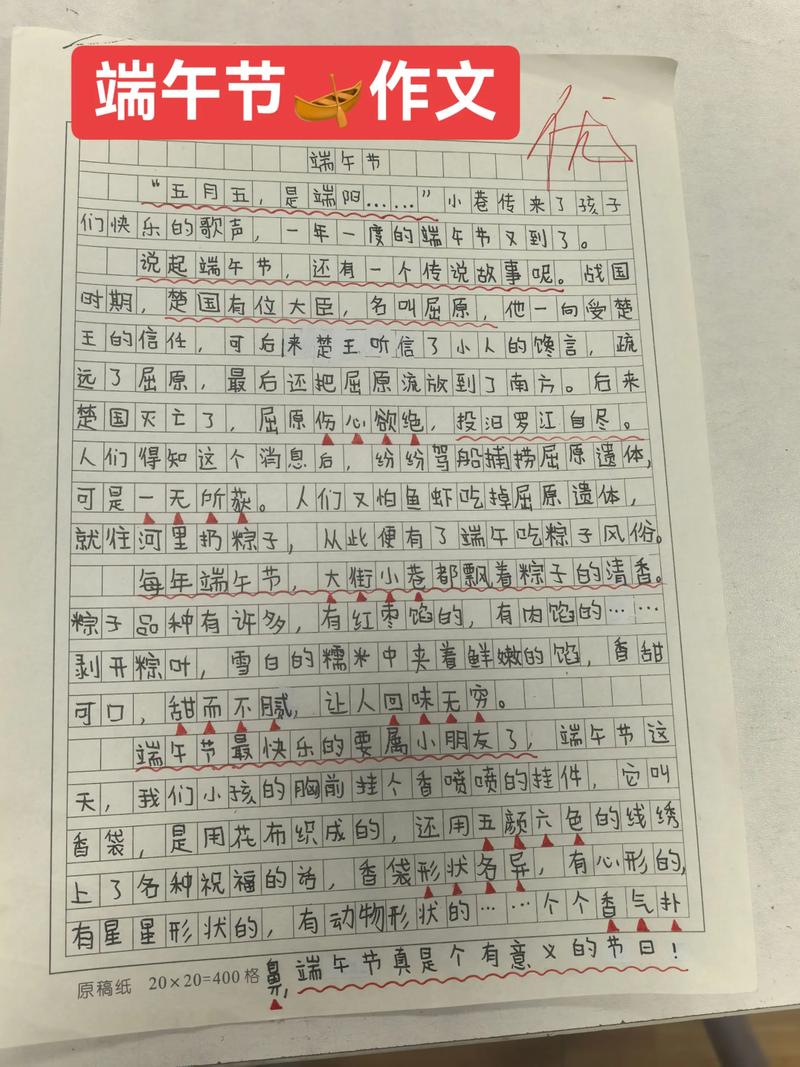 端午节🛶作文
优
端午节
“五月五，是端阳……”小巷传来了孩子
们快乐的歌声，一年一度的端午节又到了。
说起端午节，还有一个传说故事呢。战国
时期，楚国有位大臣，名叫屈原，他一向受楚
王的信任，可后来楚王听信了小人的馋言，疏
远了屈原，最后还把屈原流放到了南方。后来
楚国灭亡了，屈原伤心欲绝，投汨罗江自尽。
人们得知这个消息后，纷纷驾船捕捞屈原遗体，
可是一无所获。人们又怕鱼虾吃掉屈原遗体，
就往河里扔粽子，从此便有了端午吃粽子风俗。
每年端午节，大街小巷都飘着粽子的清香。
粽子品种有许多，有红枣馅的，有肉馅的……
剥开粽叶，雪白的糯米中夹着鲜嫩的馅，香甜
可口，甜而不腻，让人回味无穷。
端午节最快乐的要属小朋友了，端午节这
天，我们小孩的胸前挂个香喷喷的挂件，它叫
香袋，是用花布织成的，还用五颜六色的线绣
上了各种祝福的话，香袋形状各异，有心形的，
有星星形状的，有动物形状的……个个香气扑
鼻，端午节真是个有意义的节日！
原稿纸 20×20=400格